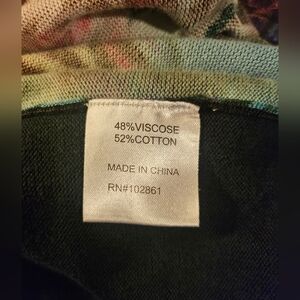 48%VISCOSE
52%COTTON
MADE IN CHINA
RN#102861